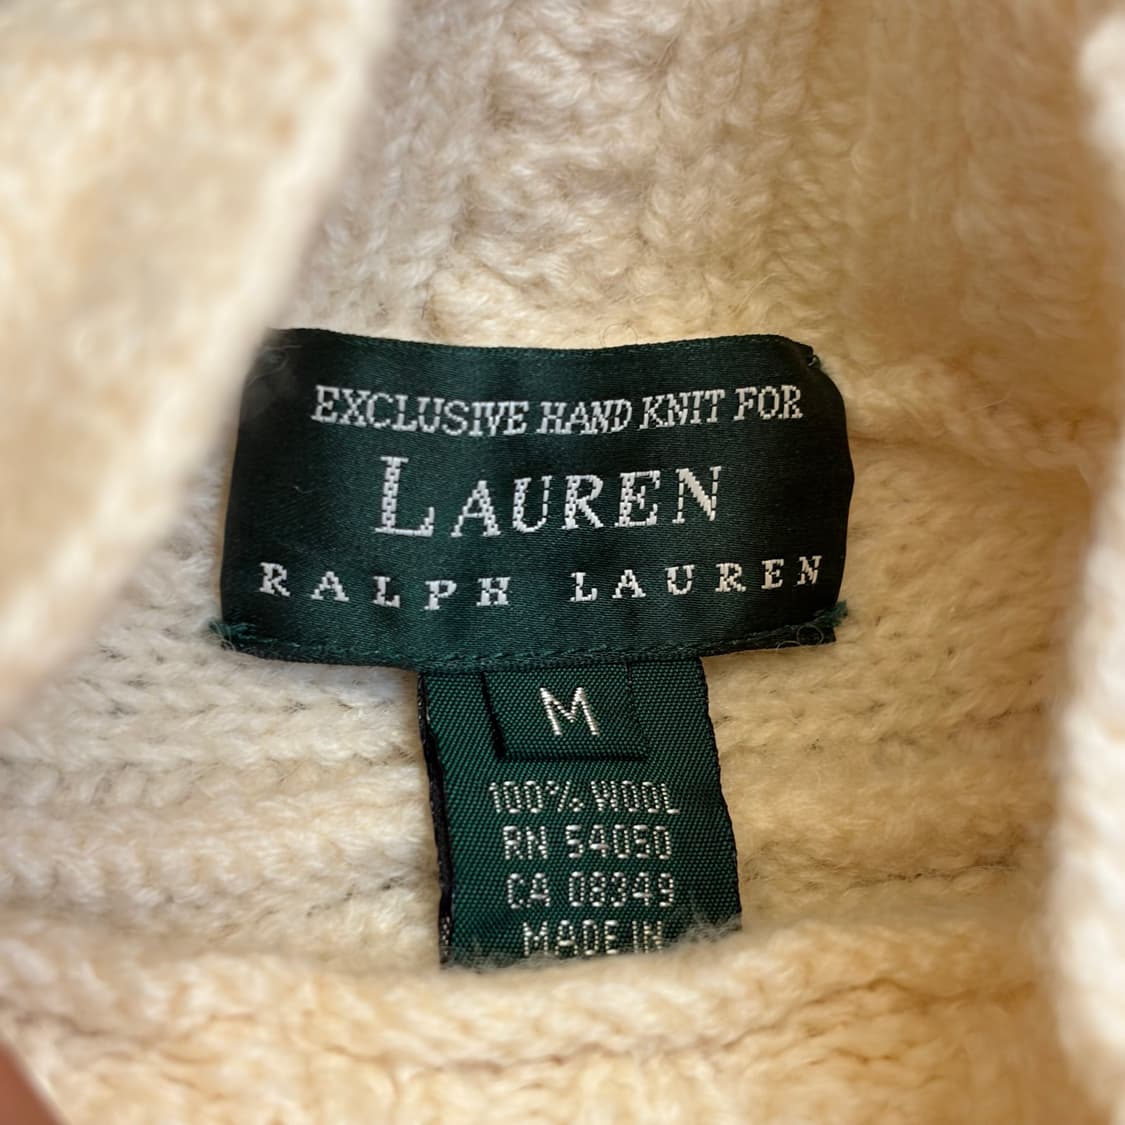 EXCLUSIVE HAND KNIT FOR
LAUREN
RALPH LAUREN
M
100% WOOL
RN 54050
CA 08349
MADE IN